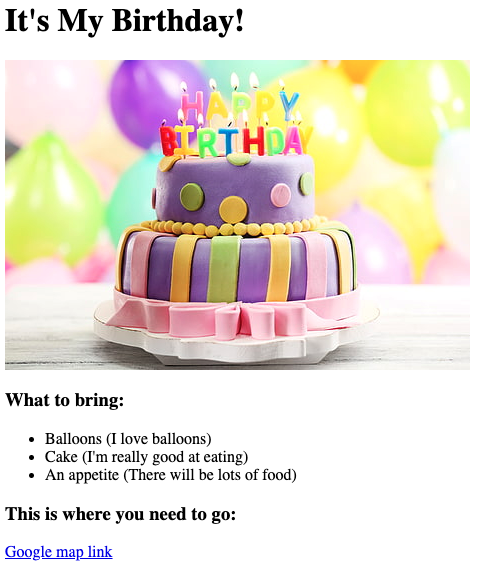 It's My Birthday!
HAPPY
BIRTHDAY
What to bring:
Balloons (I love balloons)
Cake (I'm really good at eating)
An appetite (There will be lots of food)
This is where you need to go:
Google map link